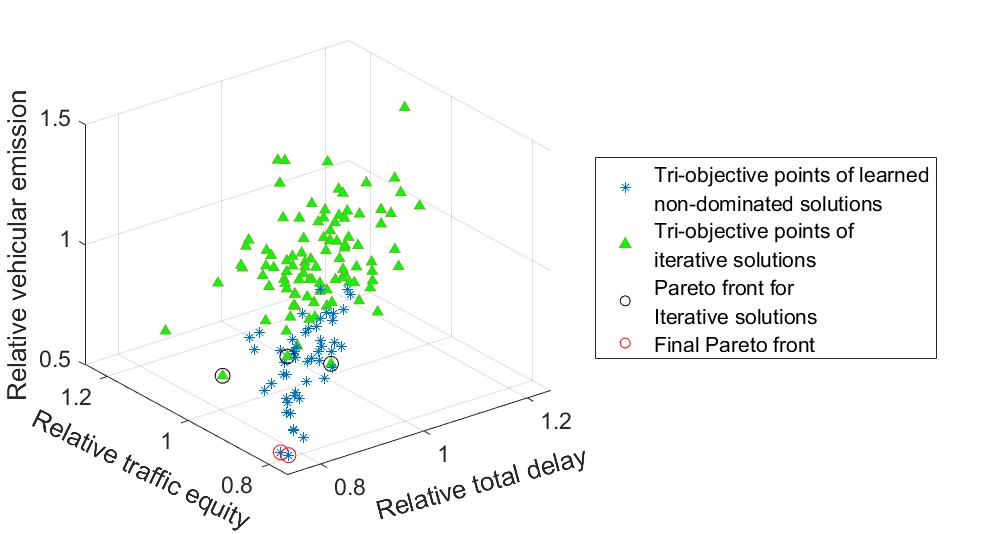 Relative vehicular emission
1.5
1
0.5
1.2
1
0.8
Relative traffic equity
0.8
1
1.2
Relative total delay
Tri-objective points of learned
non-dominated solutions
Tri-objective points of
iterative solutions
Pareto front for
Iterative solutions
Final Pareto front